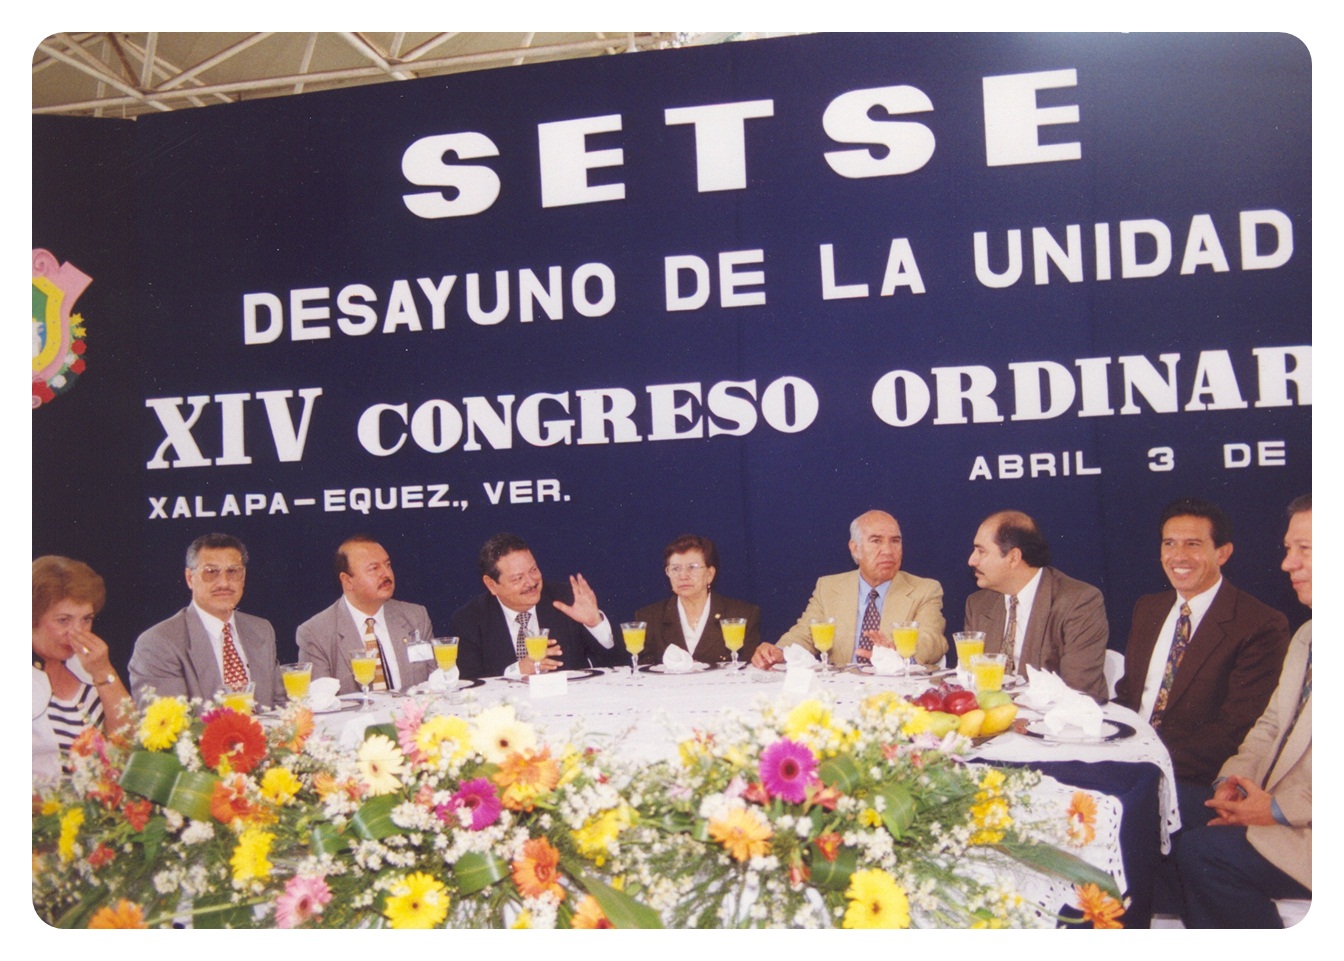 SETSE
DESAYUNO DE LA UNIDAD
XIV CONGRESO ORDINAR
XALAPA-EQUEZ., VER.
ABRIL 3 DE